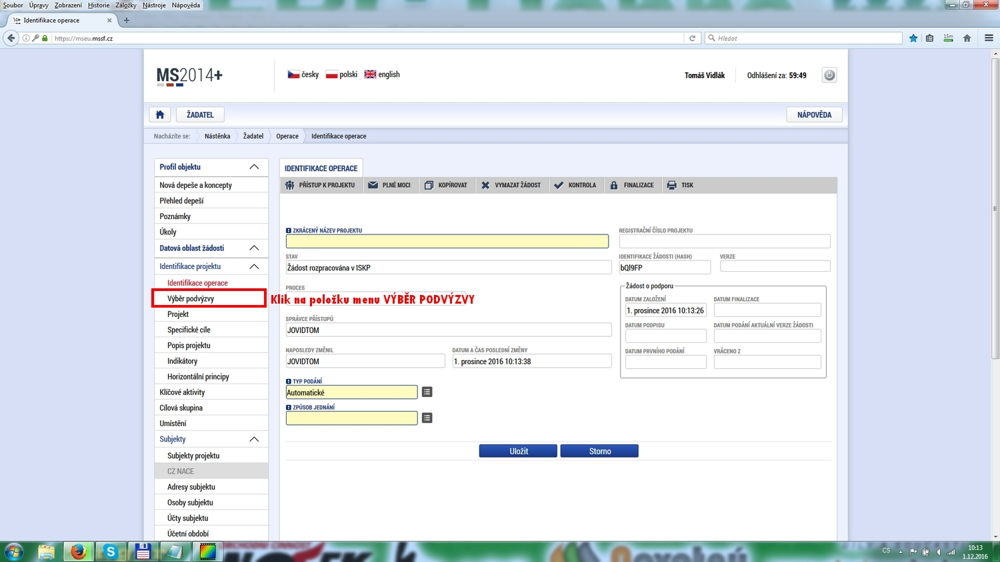 Soubor Úpravy Zobrazení Historie Záložky Nástroje Nápověda
14+ Identifikace operace
https://mseu.mssf.cz
Hledat
15m
MS2014+
česky polski english
Tomáš Vidlák
Odhlášení za: 59:49
ŽADATEL
NÁPOVĚDA
Nacházíte se: Nástěnka Žadatel Operace Identifikace operace
Profil objektu
Nová depeše a koncepty
Přehled depeší
Poznámky
Úkoly
Datová oblast žádosti
Identifikace projektu
Identifikace operace
Výběr podvýzvy
Projekt
Specifické cíle
Popis projektu
Indikátory
Horizontální principy
Klíčové aktivity
Cílová skupina
Umístění
Subjekty
Subjekty projektu
CZ NACE
Adresy subjektu
Osoby subjektu
Účty subjektu
Účetní období
IDENTIFIKACE OPERACE
PŘÍSTUP K PROJEKTU PLNÉ MOCI KOPÍROVAT VYMAZAT ŽÁDOST KONTROLA FINALIZACE TISK
ZKRÁCENÝ NÁZEV PROJEKTU
REGISTRAČNÍ ČÍSLO PROJEKTU
STAV
Žádost rozpracována v ISKP
IDENTIFIKACE ŽÁDOSTI (HASH)
bQl9FP
VERZE
PROCES
Klik na položku menu VÝBĚR PODVÝZVY
SPRÁVCE PŘÍSTUPŮ
JOVIDTOM
NAPOSLEDY ZMĚNIL
JOVIDTOM
DATUM A ČAS POSLEDNÍ ZMĚNY
1. prosince 2016 10:13:38
TYP PODÁNÍ
Automatické
ZPŮSOB JEDNÁNÍ
Žádost o podporu
DATUM ZALOŽENÍ
1. prosince 2016 10:13:26
DATUM FINALIZACE
DATUM PODPISU
DATUM PODÁNÍ AKTUÁLNÍ VERZE ŽÁDOSTI
DATUM PRVNÍHO PODÁNÍ
VRÁCENO Z
Uložit
Storno
CS
10:13
1.12.2016